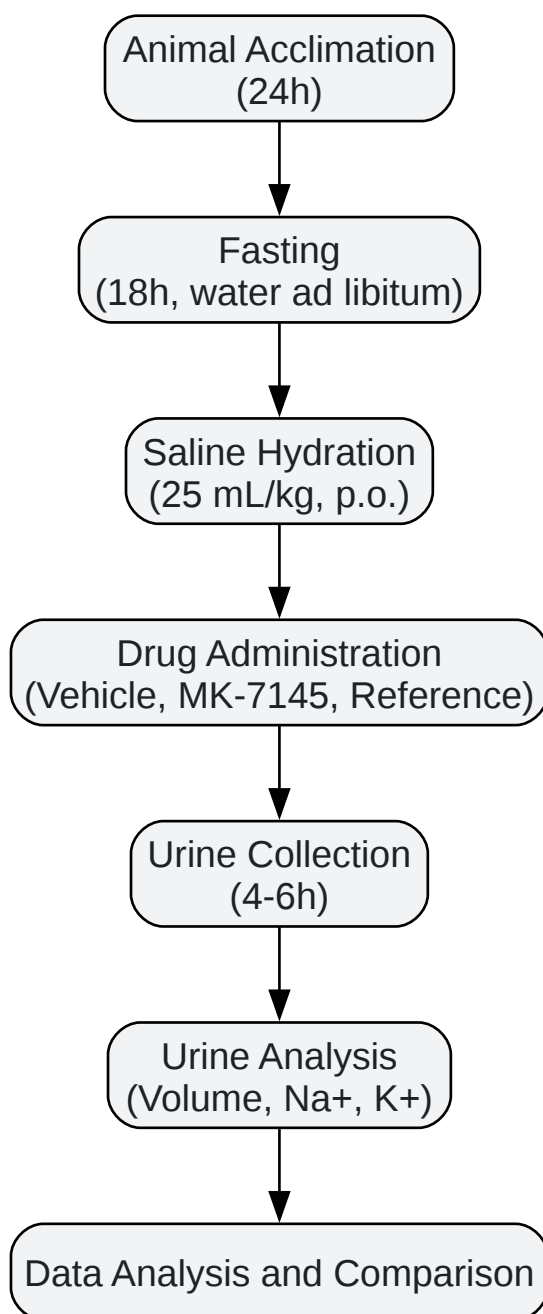 Animal Acclimation
(24h)
Fasting
(18h, water ad libitum)
Saline Hydration
(25 mL/kg, p.o.)
Drug Administration
(Vehicle, MK-7145, Reference)
Urine Collection
(4-6h)
Urine Analysis
(Volume, Na+, K+)
Data Analysis and Comparison